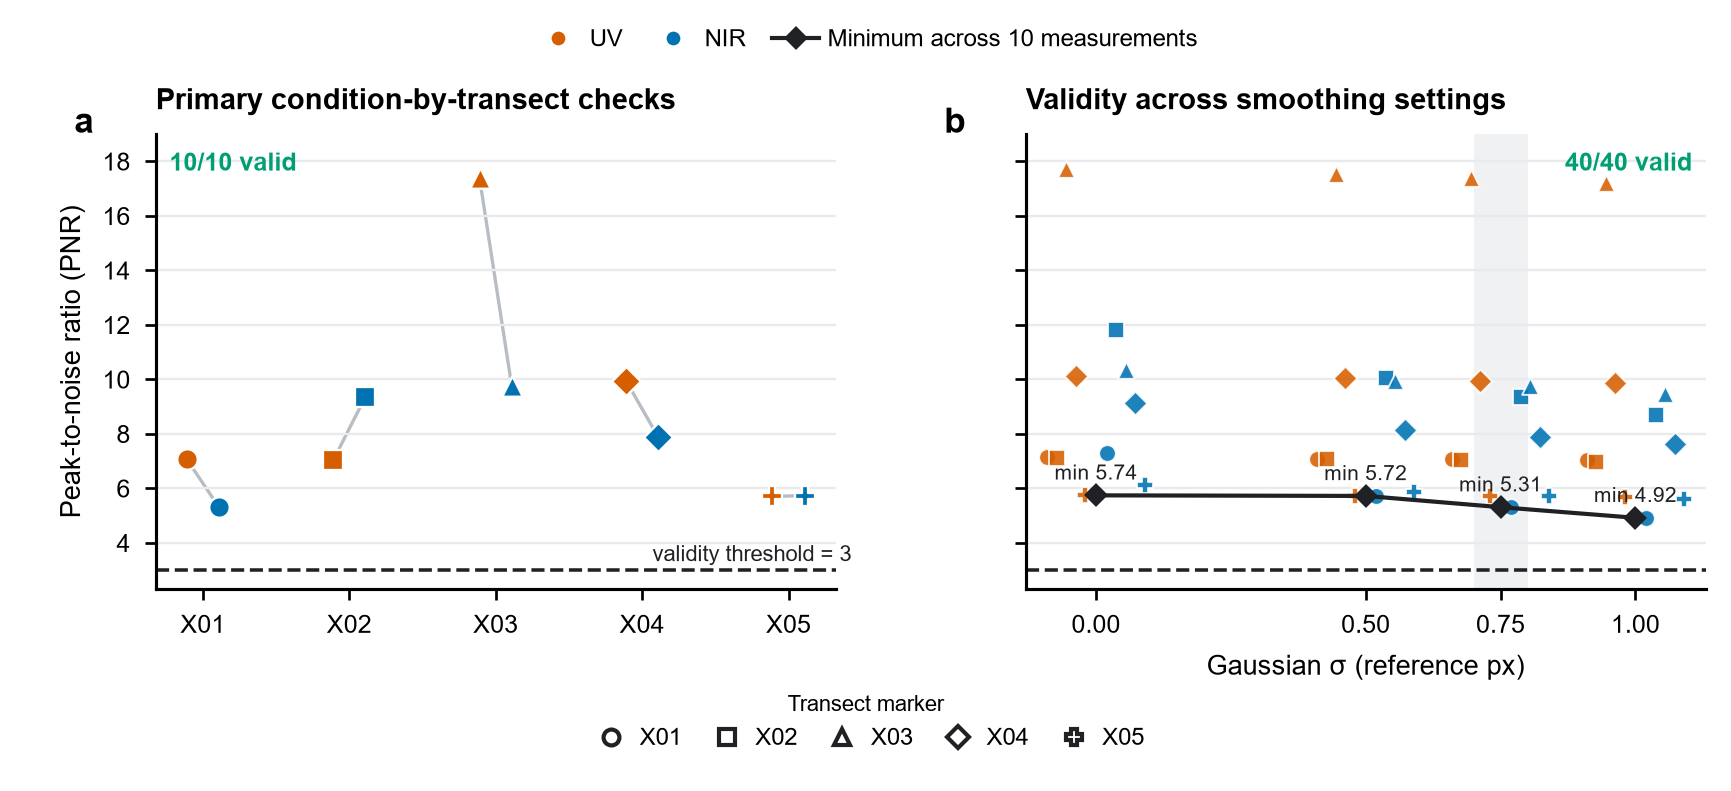 UV NIR Minimum across 10 measurements
a
Primary condition-by-transect checks
10/10 valid
Peak-to-noise ratio (PNR)
18
16
14
12
10
8
6
4
validity threshold = 3
X01 X02 X03 X04 X05
b
Validity across smoothing settings
40/40 valid
min 5.74
min 5.72
min 5.31
min 4.92
0.00 0.50 0.75 1.00
Gaussian σ (reference px)
Transect marker
X01 X02 X03 X04 X05